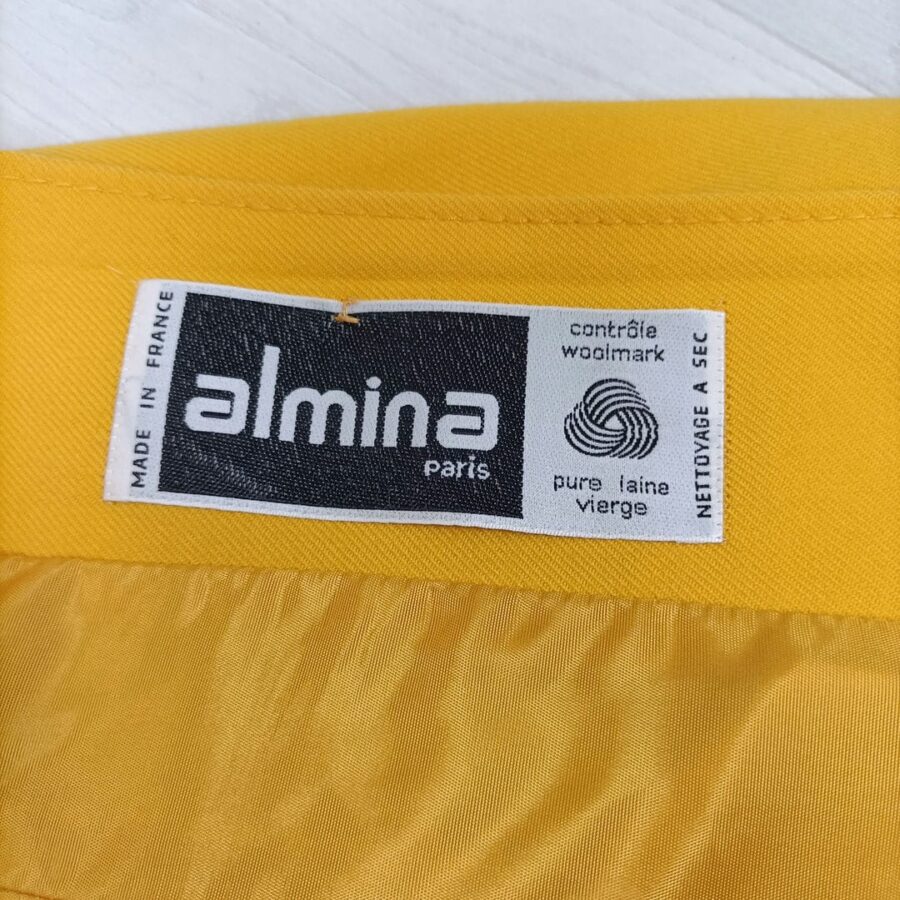 MADE IN FRANCE
almina
paris
contrôle
woolmark
pure laine
vierge
NETTOYAGE A SEC